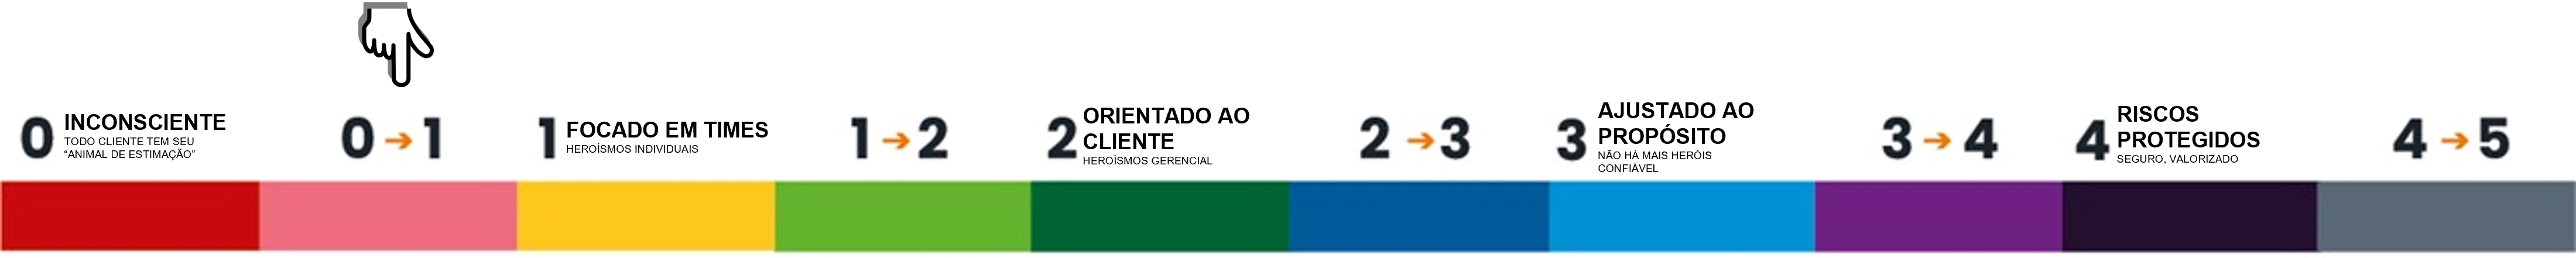 0 INCONSCIENTE
TODO CLIENTE TEM SEU
"ANIMAL DE ESTIMAÇÃO"
0 ➔ 1
1 FOCADO EM TIMES
HEROÍSMOS INDIVIDUAIS
1 ➔ 2
2 ORIENTADO AO
CLIENTE
HEROÍSMOS GERENCIAL
2 ➔ 3
3 AJUSTADO AO
PROPÓSITO
NÃO HÁ MAIS HERÓIS
CONFIÁVEL
3 ➔ 4
4 RISCOS
PROTEGIDOS
SEGURO, VALORIZADO
4 ➔ 5